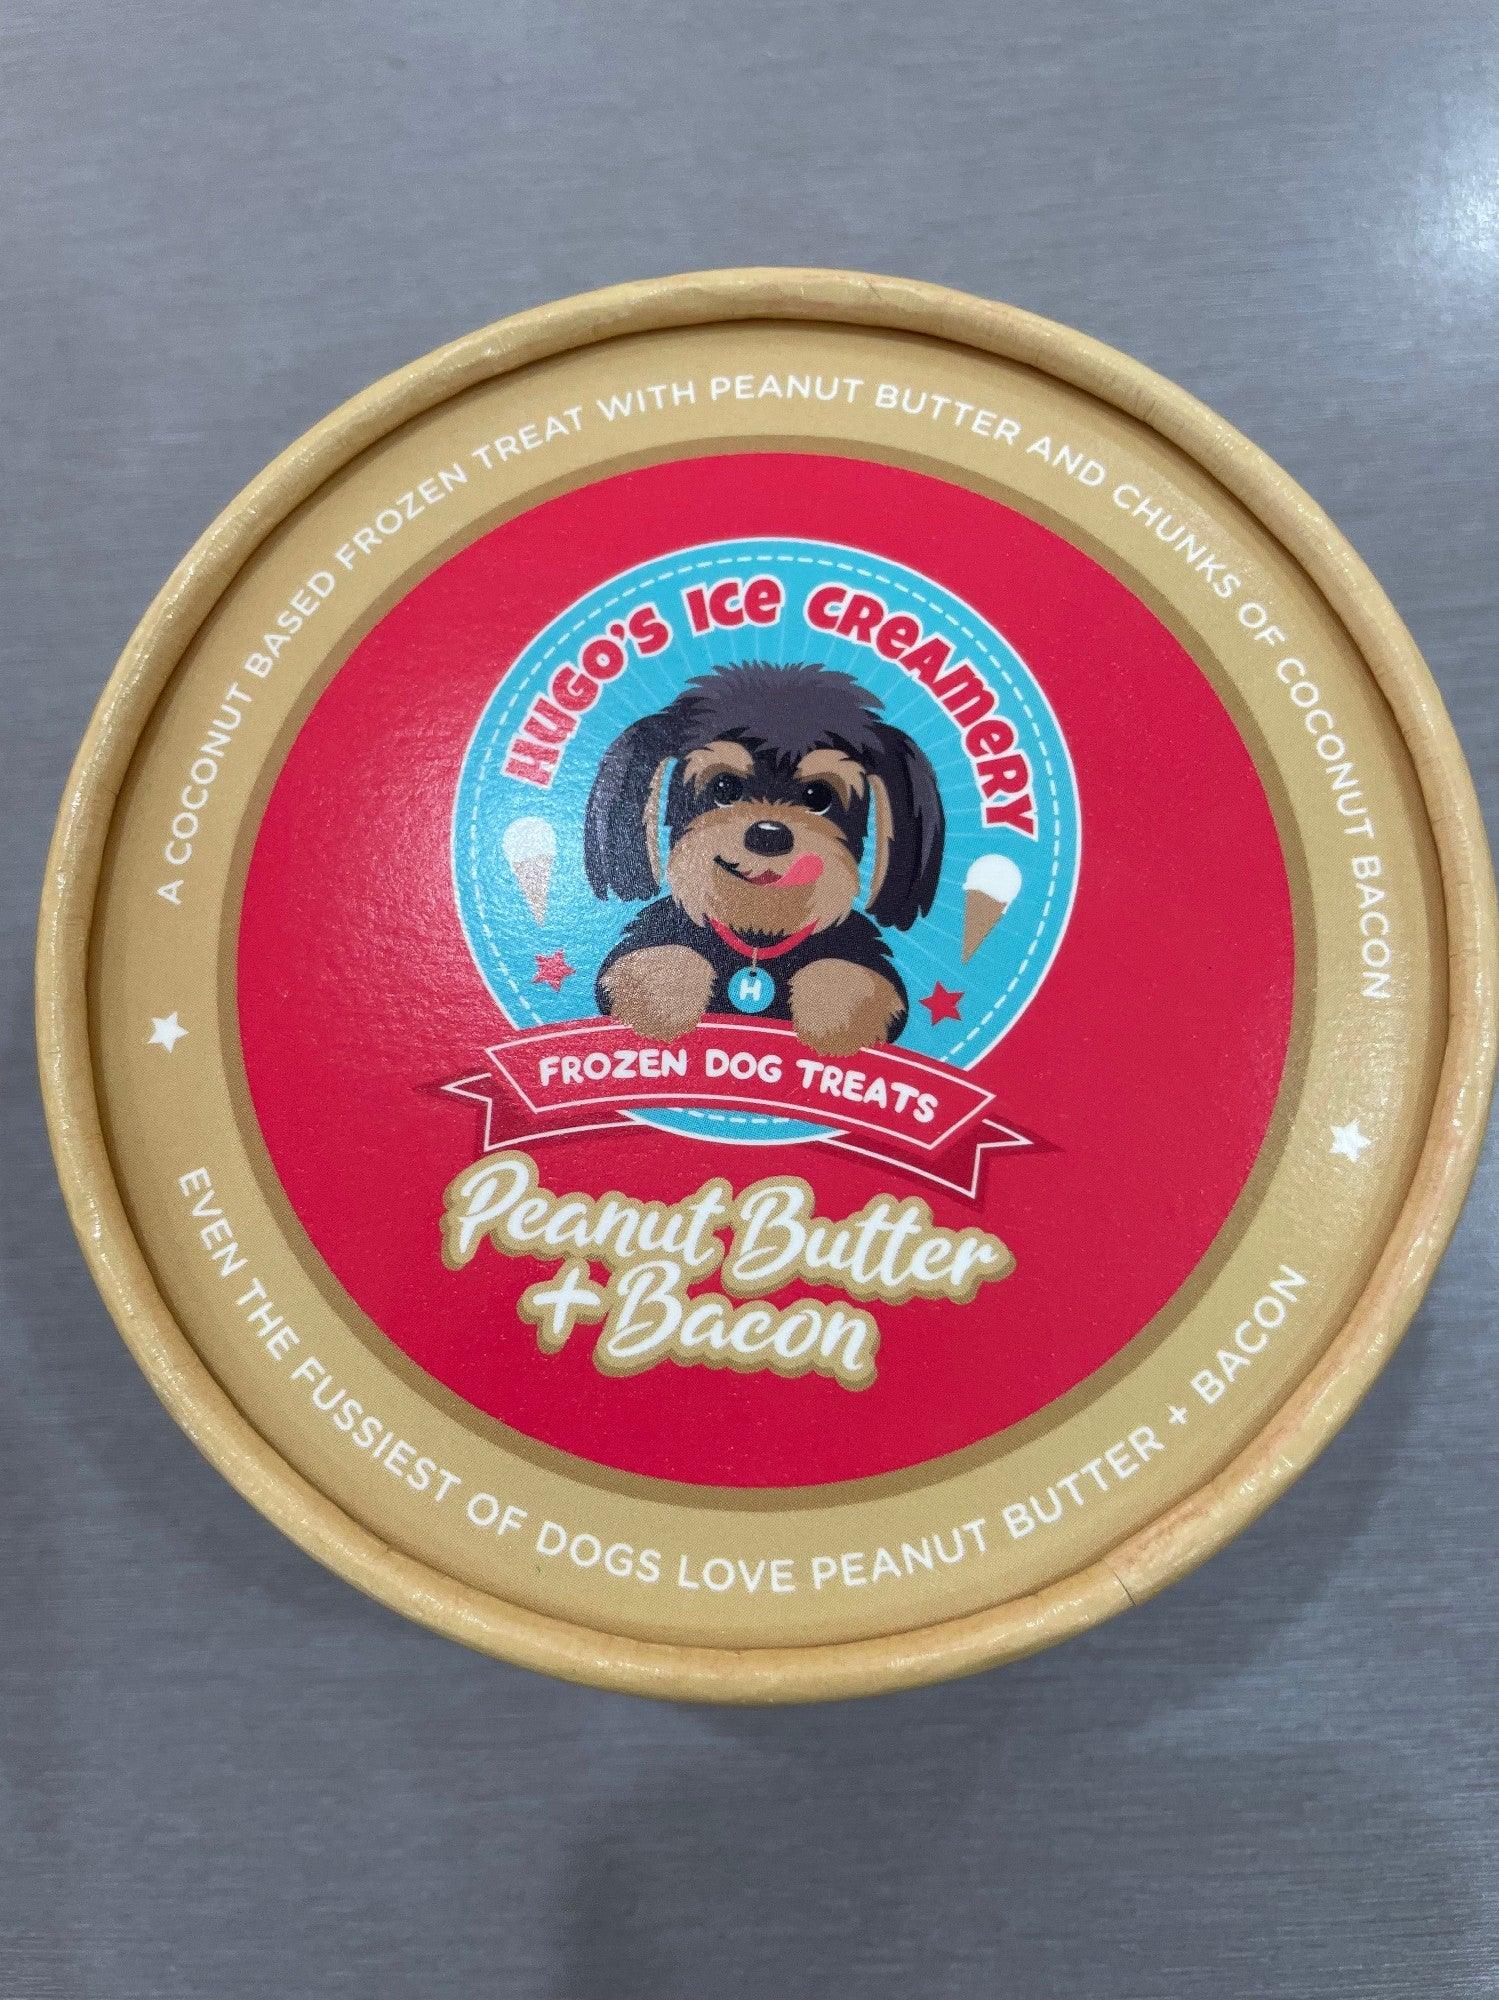 A COCONUT BASED FROZEN TREAT WITH PEANUT BUTTER AND CHUNKS OF COCONUT BACON
HUGO'S ICE CREAMERY
H
FROZEN DOG TREATS
Peanut Butter
+ Bacon
EVEN THE FUSSIEST OF DOGS LOVE PEANUT BUTTER + BACON